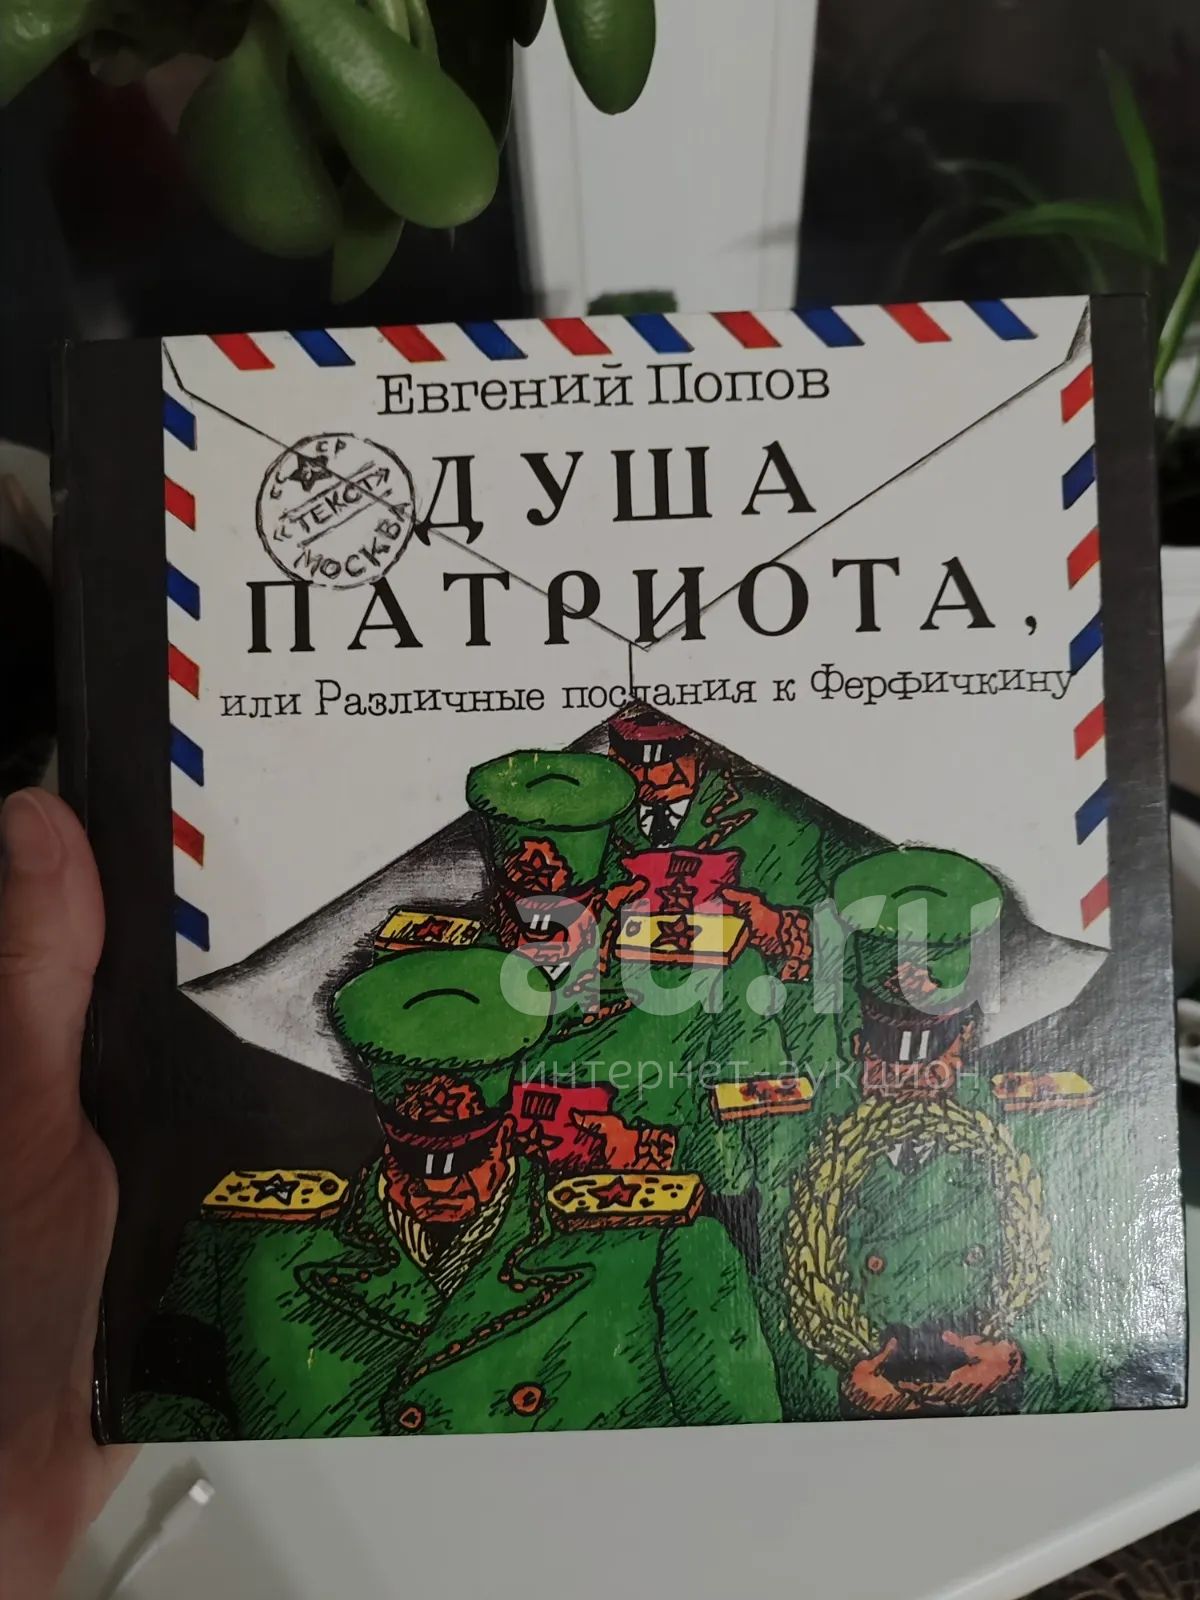 Евгений Попов
СССР
«ТЕКСТ»
МОСКВА
ДУША
ПАТРИОТА,
или Различные послания к Ферфичкину
au.ru
интернет-аукцион